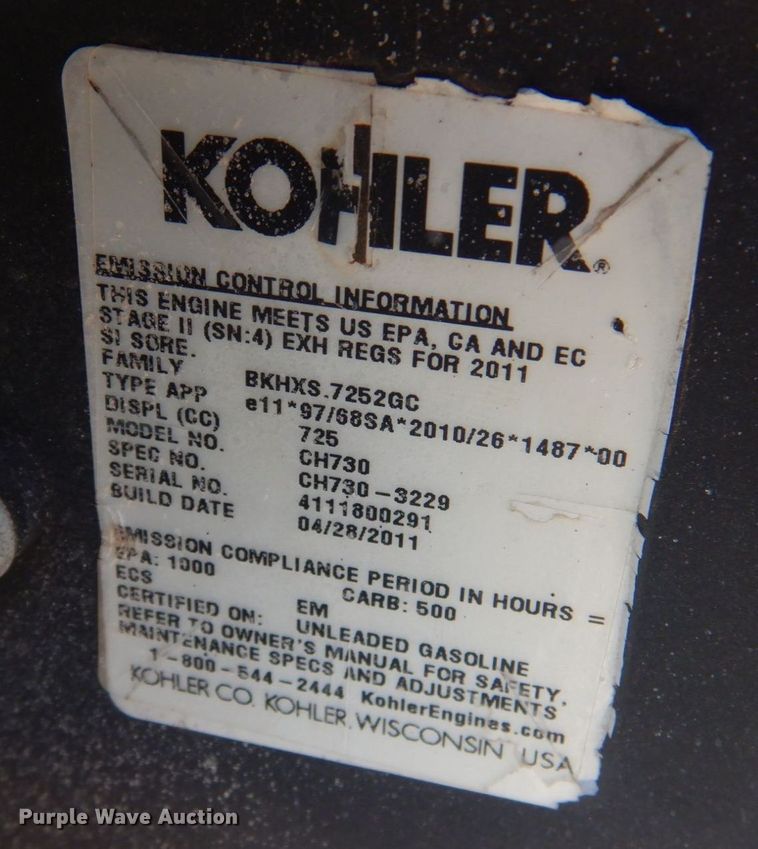 KOHLER®
EMISSION CONTROL INFORMATION
THIS ENGINE MEETS US EPA, CA AND EC
STAGE II (SN:4) EXH REGS FOR 2011
SI SORE.
FAMILY BKHXS.7252GC
TYPE APP e11*97/68SA*2010/26*1487*00
DISPL (CC) 725
MODEL NO. CH730
SPEC NO. CH730-3229
SERIAL NO. 4111800291
BUILD DATE 04/28/2011
EMISSION COMPLIANCE PERIOD IN HOURS =
EPA: 1000 CARB: 500
ECS EM
CERTIFIED ON: UNLEADED GASOLINE
REFER TO OWNER'S MANUAL FOR SAFETY,
MAINTENANCE SPECS AND ADJUSTMENTS
1-800-544-2444 KohlerEngines.com
KOHLER CO. KOHLER, WISCONSIN USA
Purple Wave Auction